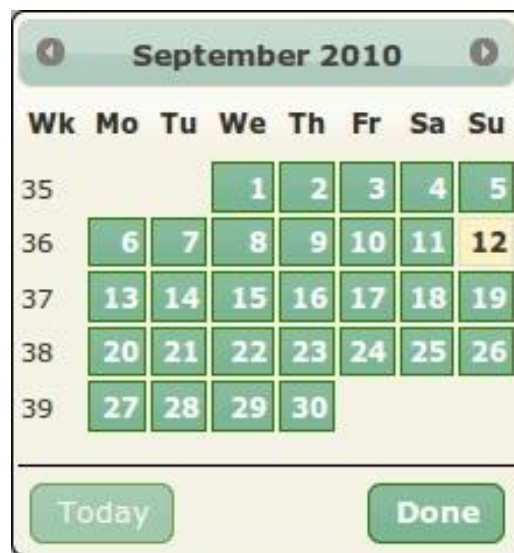 September 2010
Wk Mo Tu We Th Fr Sa Su
35 1 2 3 4 5
36 6 7 8 9 10 11 12
37 13 14 15 16 17 18 19
38 20 21 22 23 24 25 26
39 27 28 29 30
Today Done